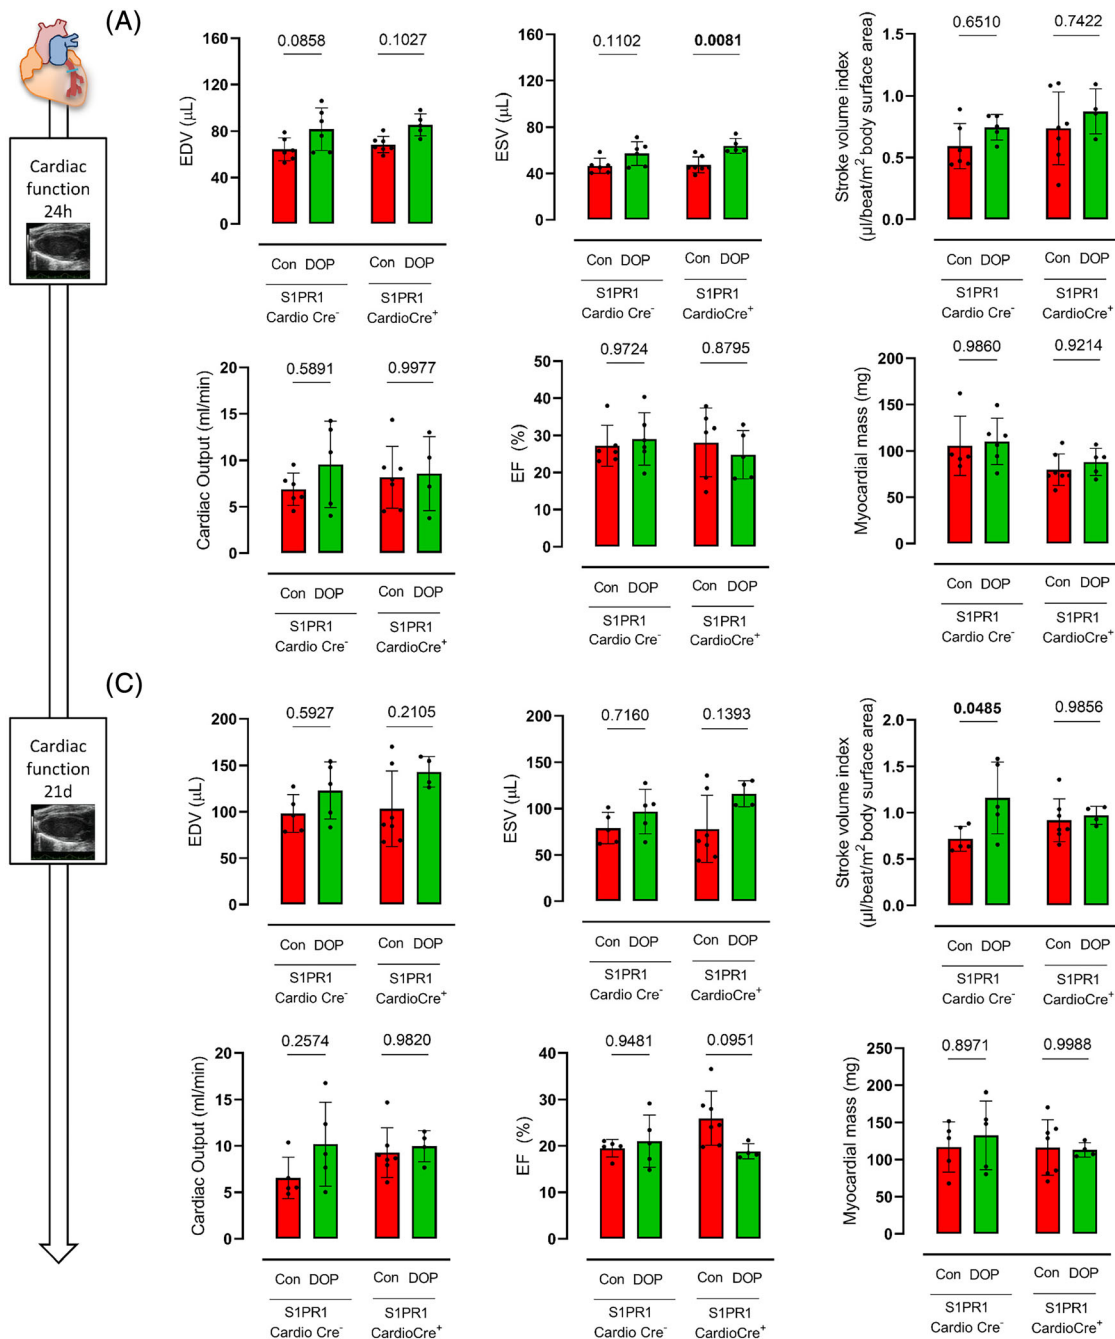 (A)
Cardiac
function
24h
0.0858
0.1027
160
120
80
40
0
EDV (μL)
Con DOP
Con DOP
S1PR1
Cardio Cre-
S1PR1
CardioCre+
0.1102
0.0081
160
120
80
40
0
ESV (μL)
Con DOP
Con DOP
S1PR1
Cardio Cre-
S1PR1
CardioCre+
0.6510
0.7422
1.5
1.0
0.5
0.0
Stroke volume index
(μl/beat/m² body surface area)
Con DOP
Con DOP
S1PR1
Cardio Cre-
S1PR1
CardioCre+
0.5891
0.9977
20
15
10
5
0
Cardiac Output (ml/min)
Con DOP
Con DOP
S1PR1
Cardio Cre-
S1PR1
CardioCre+
0.9724
0.8795
50
40
30
20
10
0
EF (%)
Con DOP
Con DOP
S1PR1
Cardio Cre-
S1PR1
CardioCre+
0.9860
0.9214
200
150
100
50
0
Myocardial mass (mg)
Con DOP
Con DOP
S1PR1
Cardio Cre-
S1PR1
CardioCre+
(C)
Cardiac
function
21d
0.5927
0.2105
200
150
100
50
0
EDV (μL)
Con DOP
Con DOP
S1PR1
Cardio Cre-
S1PR1
CardioCre+
0.7160
0.1393
200
150
100
50
0
ESV (μL)
Con DOP
Con DOP
S1PR1
Cardio Cre-
S1PR1
CardioCre+
0.0485
0.9856
2.0
1.5
1.0
0.5
0.0
Stroke volume index
(μl/beat/m² body surface area)
Con DOP
Con DOP
S1PR1
Cardio Cre-
S1PR1
CardioCre+
0.2574
0.9820
20
15
10
5
0
Cardiac Output (ml/min)
Con DOP
Con DOP
S1PR1
Cardio Cre-
S1PR1
CardioCre+
0.9481
0.0951
40
30
20
10
0
EF (%)
Con DOP
Con DOP
S1PR1
Cardio Cre-
S1PR1
CardioCre+
0.8971
0.9988
250
200
150
100
50
0
Myocardial mass (mg)
Con DOP
Con DOP
S1PR1
Cardio Cre-
S1PR1
CardioCre+